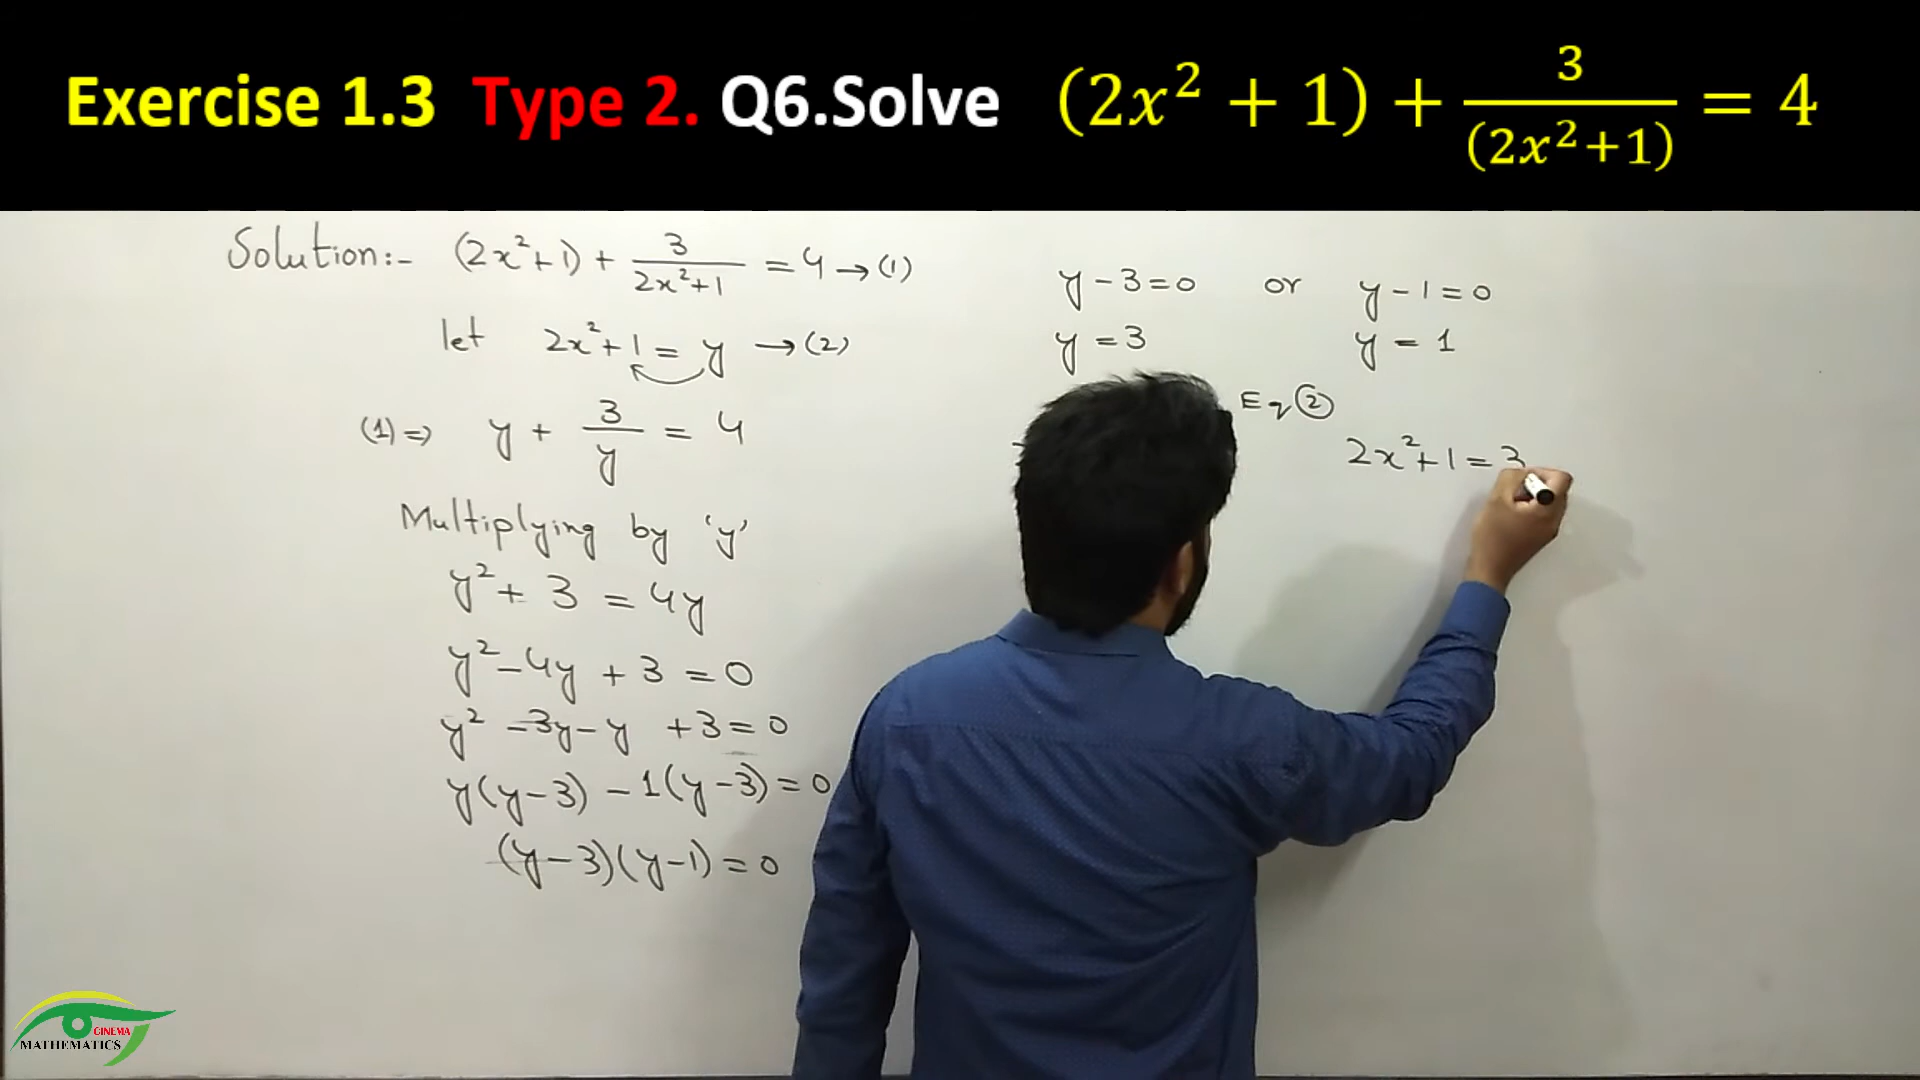 Exercise 1.3 Type 2. Q6.Solve (2x² + 1) + 3/(2x²+1) = 4
Solution:- (2x²+1) + 3/2x²+1 = 4 → (1)
let 2x²+1 = y → (2)
(1) ⇒ y + 3/y = 4
Multiplying by 'y'
y² + 3 = 4y
y² - 4y + 3 = 0
y² - 3y - y + 3 = 0
y(y-3) - 1(y-3) = 0
(y-3)(y-1) = 0
y - 3 = 0 or y - 1 = 0
y = 3 y = 1
Eq ②
2x²+1 = 3
CINEMA
MATHEMATICS